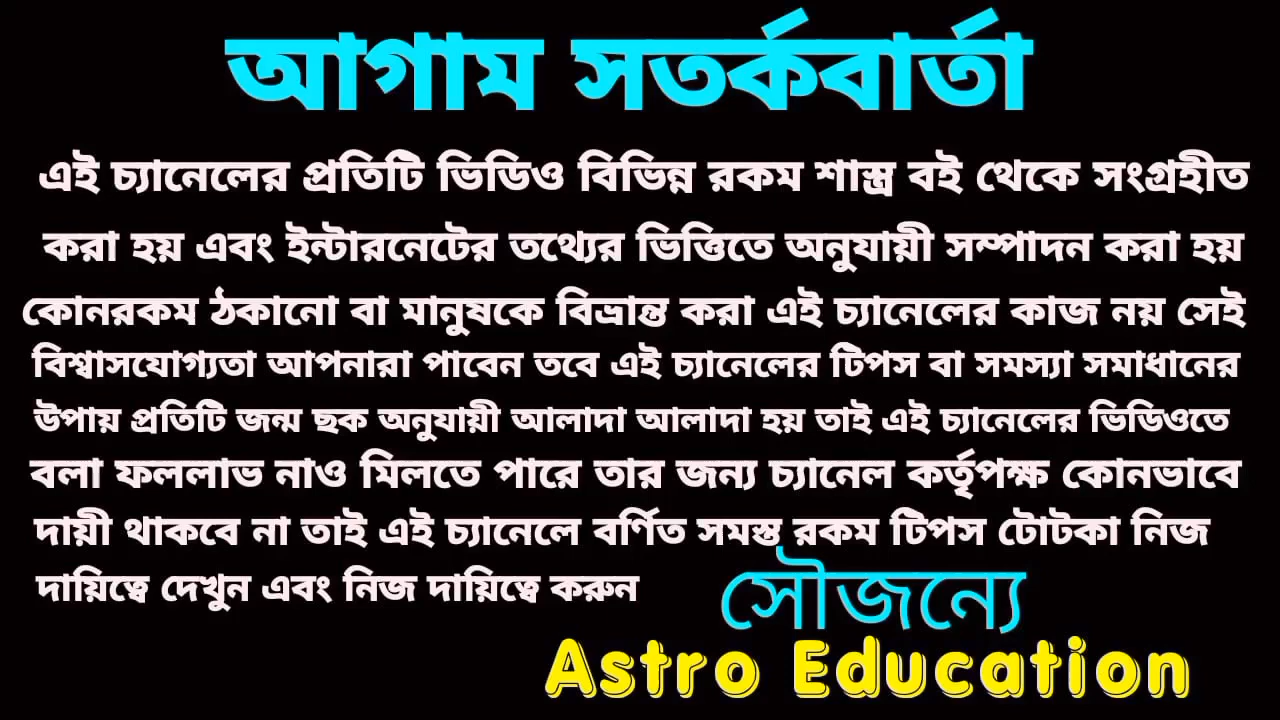 আগাম সতর্কবার্তা
এই চ্যানেলের প্রতিটি ভিডিও বিভিন্ন রকম শাস্ত্র বই থেকে সংগ্রহীত
করা হয় এবং ইন্টারনেটের তথ্যের ভিত্তিতে অনুযায়ী সম্পাদন করা হয়
কোনরকম ঠকানো বা মানুষকে বিভ্রান্ত করা এই চ্যানেলের কাজ নয় সেই
বিশ্বাসযোগ্যতা আপনারা পাবেন তবে এই চ্যানেলের টিপস বা সমস্যা সমাধানের
উপায় প্রতিটি জন্ম ছক অনুযায়ী আলাদা আলাদা হয় তাই এই চ্যানেলের ভিডিওতে
বলা ফললাভ নাও মিলতে পারে তার জন্য চ্যানেল কর্তৃপক্ষ কোনভাবে
দায়ী থাকবে না তাই এই চ্যানেলে বর্ণিত সমস্ত রকম টিপস টোটকা নিজ
দায়িত্বে দেখুন এবং নিজ দায়িত্বে করুন
সৌজন্যে
Astro Education